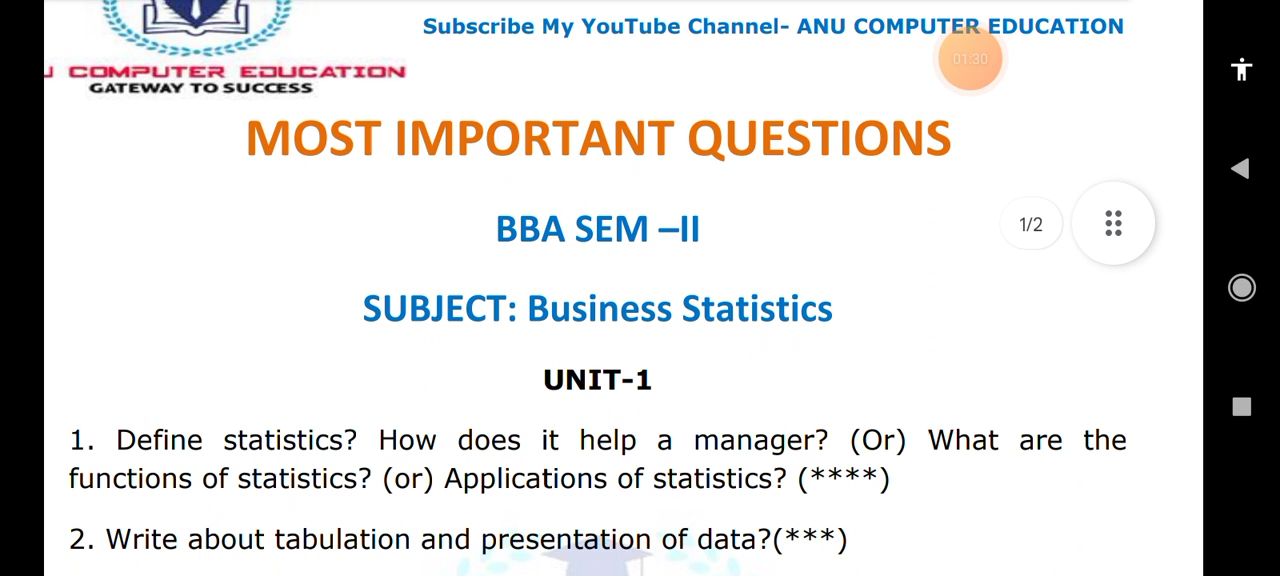 Subscribe My YouTube Channel- ANU COMPUTER EDUCATION
COMPUTER EDUCATION
GATEWAY TO SUCCESS
01:30
MOST IMPORTANT QUESTIONS
BBA SEM –II
1/2
SUBJECT: Business Statistics
UNIT-1
1. Define statistics? How does it help a manager? (Or) What are the
functions of statistics? (or) Applications of statistics? (****)
2. Write about tabulation and presentation of data?(***)